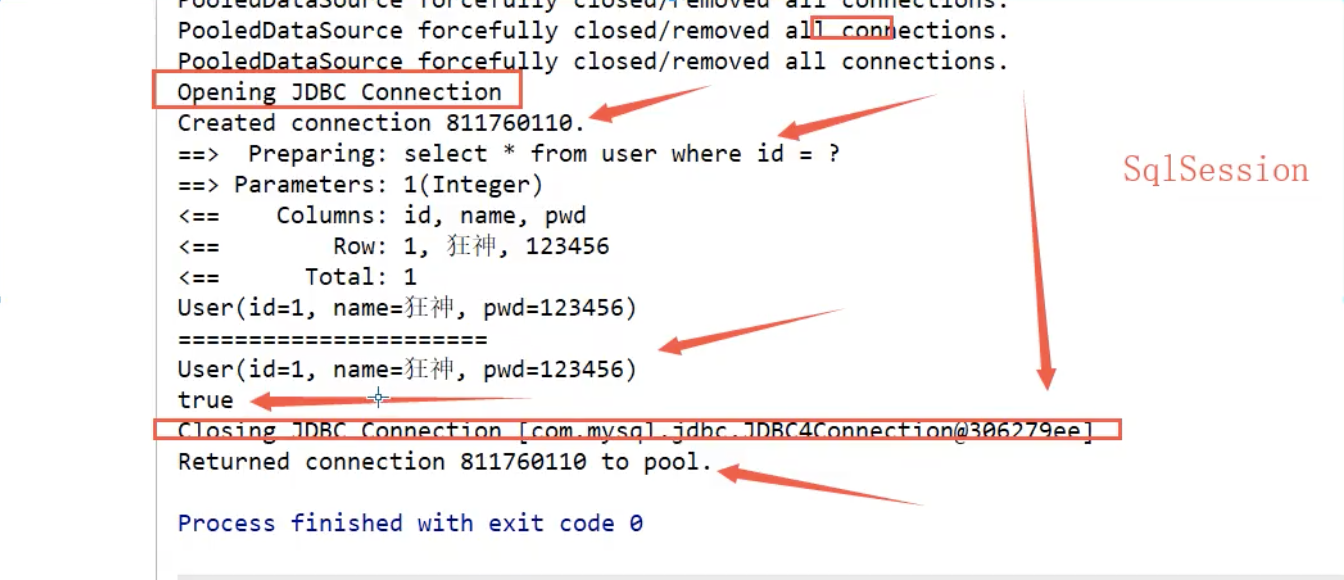 PooledDataSource forcefully closed/removed all connections.
PooledDataSource forcefully closed/removed all connections.
PooledDataSource forcefully closed/removed all connections.
Opening JDBC Connection
Created connection 811760110.
==>  Preparing: select * from user where id = ?
==> Parameters: 1(Integer)
SqlSession
<==    Columns: id, name, pwd
<==        Row: 1, 狂神, 123456
<==      Total: 1
User(id=1, name=狂神, pwd=123456)
======================
User(id=1, name=狂神, pwd=123456)
true
Closing JDBC Connection [com.mysql.jdbc.JDBC4Connection@306279ee]
Returned connection 811760110 to pool.
Process finished with exit code 0